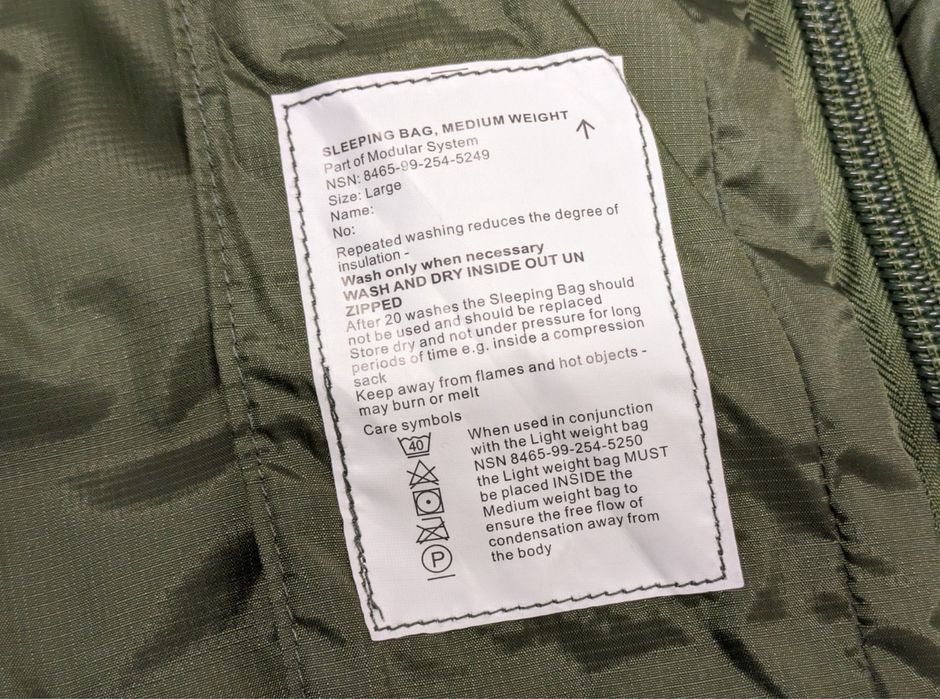 SLEEPING BAG, MEDIUM WEIGHT
Part of Modular System
NSN: 8465-99-254-5249
Size: Large
Name:
No:
Repeated washing reduces the degree of
insulation -
Wash only when necessary
WASH AND DRY INSIDE OUT UN
ZIPPED
After 20 washes the Sleeping Bag should
not be used and should be replaced
Store dry and not under pressure for long
periods of time e.g. inside a compression
sack
Keep away from flames and hot objects -
may burn or melt
Care symbols
40
P
When used in conjunction
with the Light weight bag
NSN 8465-99-254-5250
the Light weight bag MUST
be placed INSIDE the
Medium weight bag to
ensure the free flow of
condensation away from
the body